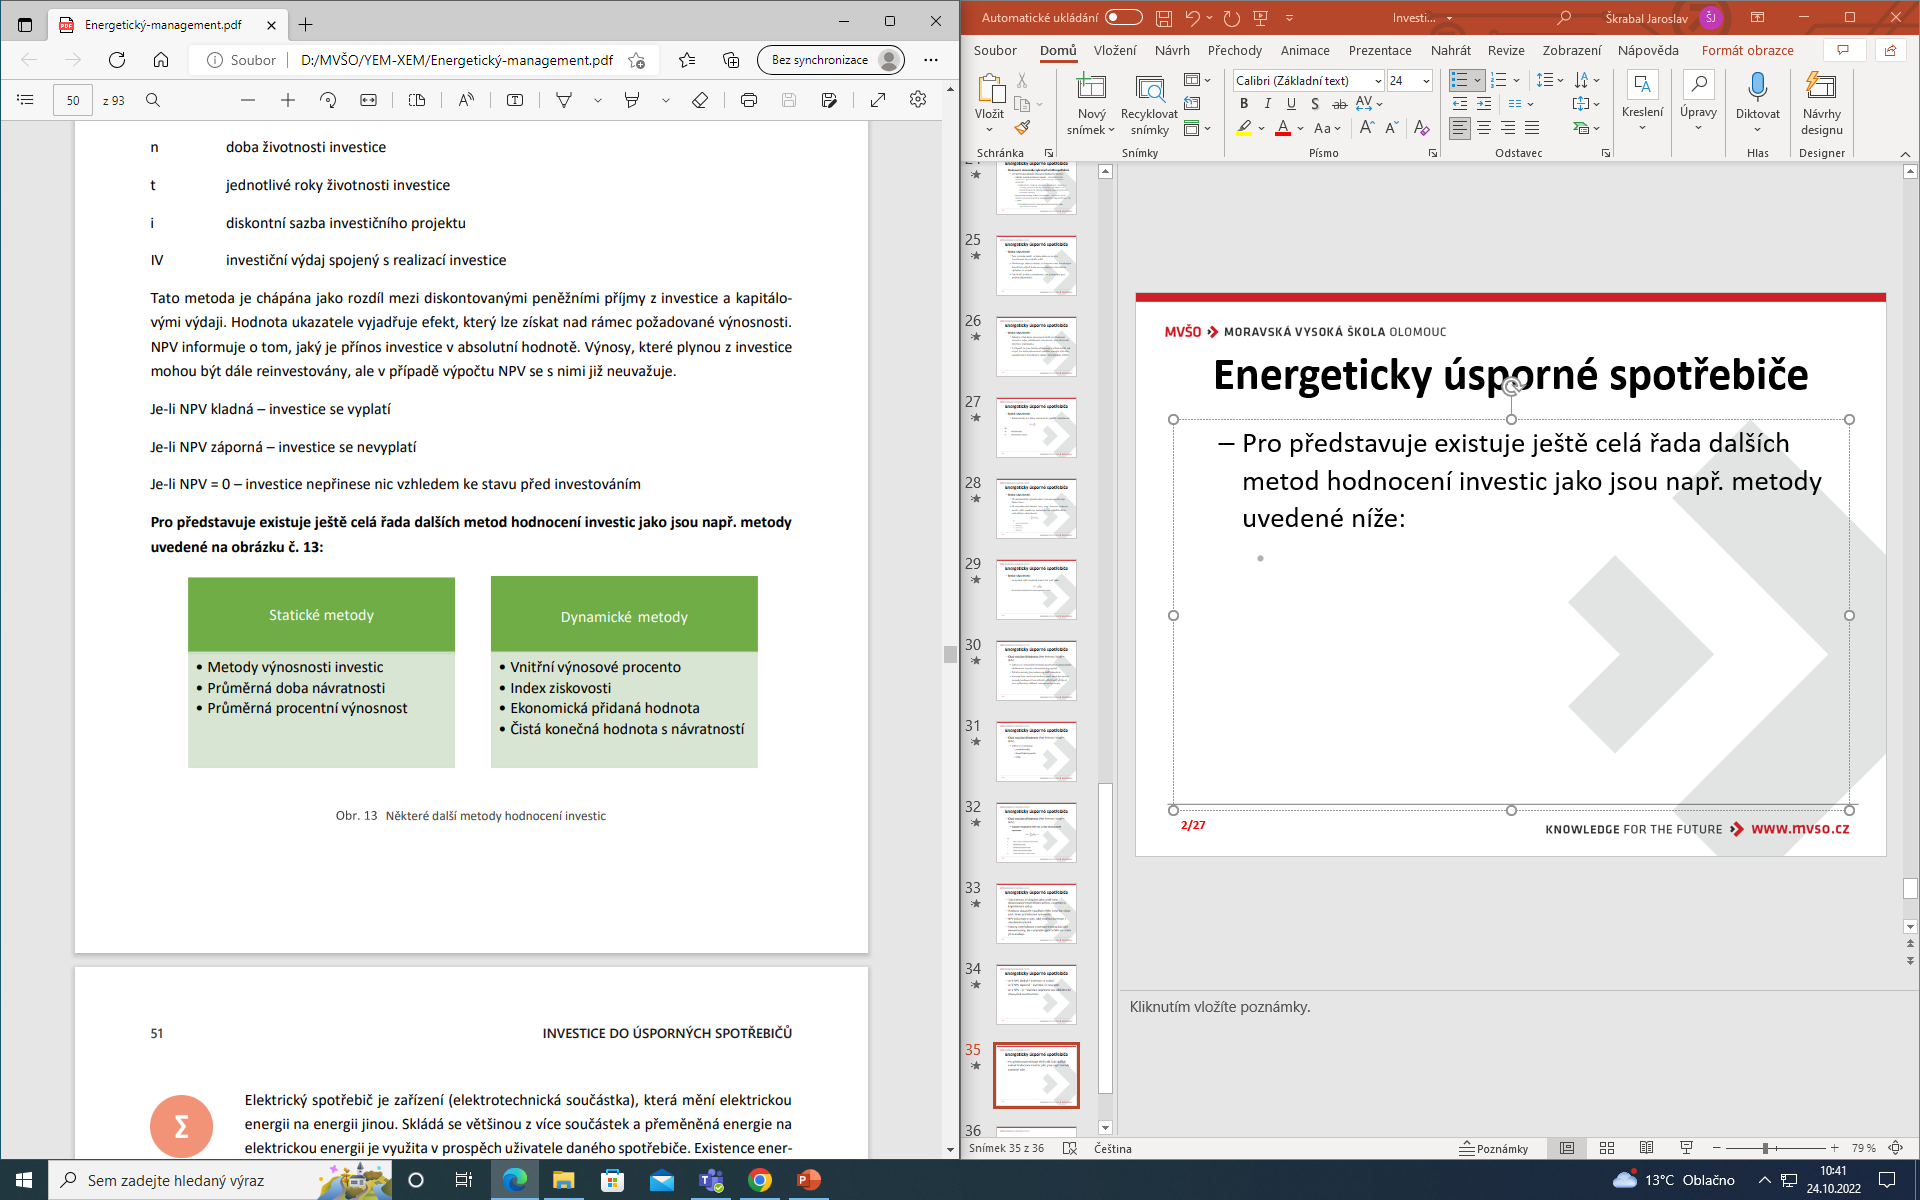 Energetický-management.pdf
Soubor
D:/MVŠO/YEM-XEM/Energetický-management.pdf
Bez synchronizace
50
z 93
n doba životnosti investice
t jednotlivé roky životnosti investice
i diskontní sazba investičního projektu
IV investiční výdaj spojený s realizací investice
Tato metoda je chápána jako rozdíl mezi diskontovanými peněžními příjmy z investice a kapitálo-
vými výdaji. Hodnota ukazatele vyjadřuje efekt, který lze získat nad rámec požadované výnosnosti.
NPV informuje o tom, jaký je přínos investice v absolutní hodnotě. Výnosy, které plynou z investice
mohou být dále reinvestovány, ale v případě výpočtu NPV se s nimi již neuvažuje.
Je-li NPV kladná – investice se vyplatí
Je-li NPV záporná – investice se nevyplatí
Je-li NPV = 0 – investice nepřinese nic vzhledem ke stavu před investováním
Pro představuje existuje ještě celá řada dalších metod hodnocení investic jako jsou např. metody
uvedené na obrázku č. 13:
Statické metody
• Metody výnosnosti investic
• Průměrná doba návratnosti
• Průměrná procentní výnosnost
Dynamické metody
• Vnitřní výnosové procento
• Index ziskovosti
• Ekonomická přidaná hodnota
• Čistá konečná hodnota s návratností
Obr. 13 Některé další metody hodnocení investic
51 INVESTICE DO ÚSPORNÝCH SPOTŘEBIČŮ
Σ
Elektrický spotřebič je zařízení (elektrotechnická součástka), která mění elektrickou
energii na energii jinou. Skládá se většinou z více součástek a přeměněná energie na
elektrickou energii je využita v prospěch uživatele daného spotřebiče. Existence ener-
Automatické ukládání
Investi...
Škrabal Jaroslav
ŠJ
Soubor Domů Vložení Návrh Přechody Animace Prezentace Nahrát Revize Zobrazení Nápověda Formát obrazce
Vložit
Schránka
Nový
snímek
Recyklovat
snímky
Snímky
Calibri (Základní text)
24
Písmo
Odstavec
Kreslení
Úpravy
Diktovat
Hlas
Návrhy
designu
Designer
25
26
27
28
29
30
31
32
33
34
35
36
MVŠO MORAVSKÁ VYSOKÁ ŠKOLA OLOMOUC
Energeticky úsporné spotřebiče
– Pro představuje existuje ještě celá řada dalších
metod hodnocení investic jako jsou např. metody
uvedené níže:
2/27
KNOWLEDGE FOR THE FUTURE www.mvso.cz
Kliknutím vložíte poznámky.
Snímek 35 z 36
Čeština
Poznámky
79 %
Sem zadejte hledaný výraz
13°C Oblačno
10:41
24.10.2022